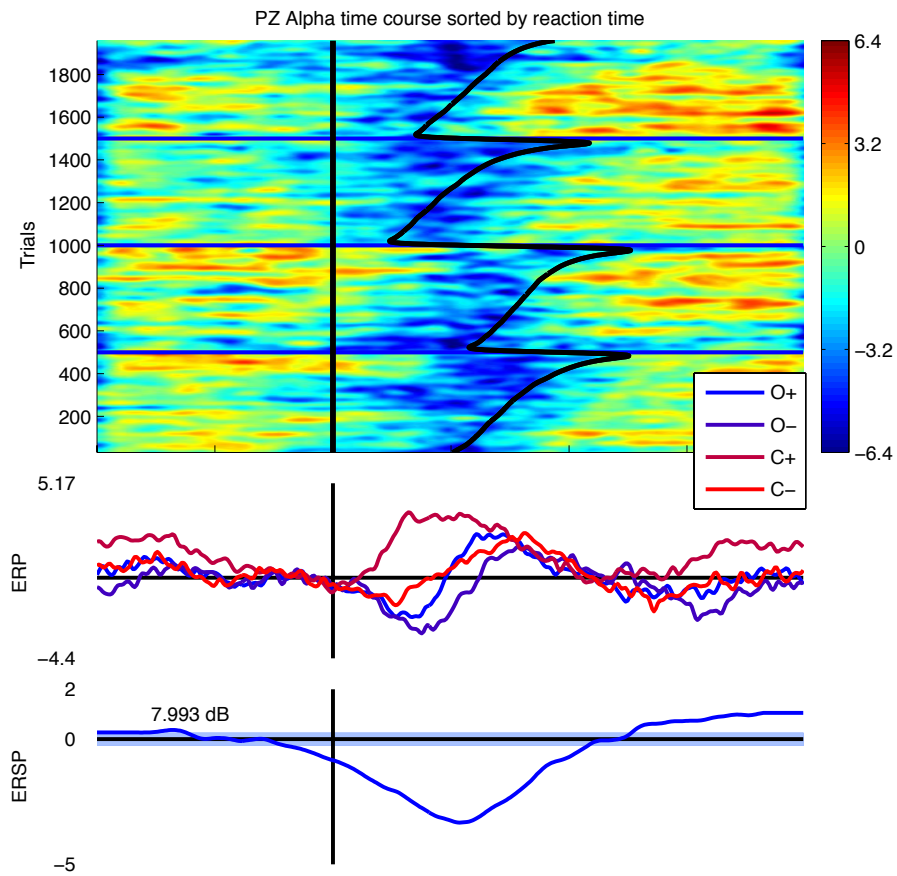 PZ Alpha time course sorted by reaction time
1800
1600
1400
1200
1000
800
600
400
200
Trials
6.4
3.2
0
−3.2
−6.4
O+
O−
C+
C−
5.17
ERP
−4.4
2
7.993 dB
0
ERSP
−5